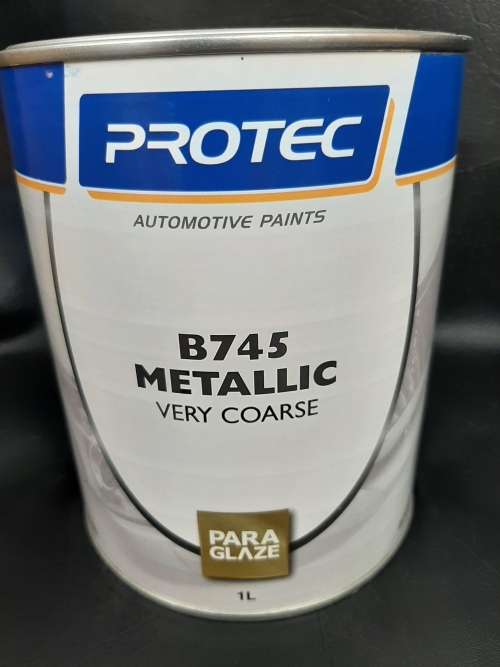 PROTEC
AUTOMOTIVE PAINTS
B745
METALLIC
VERY COARSE
PARA
GLAZE
1L